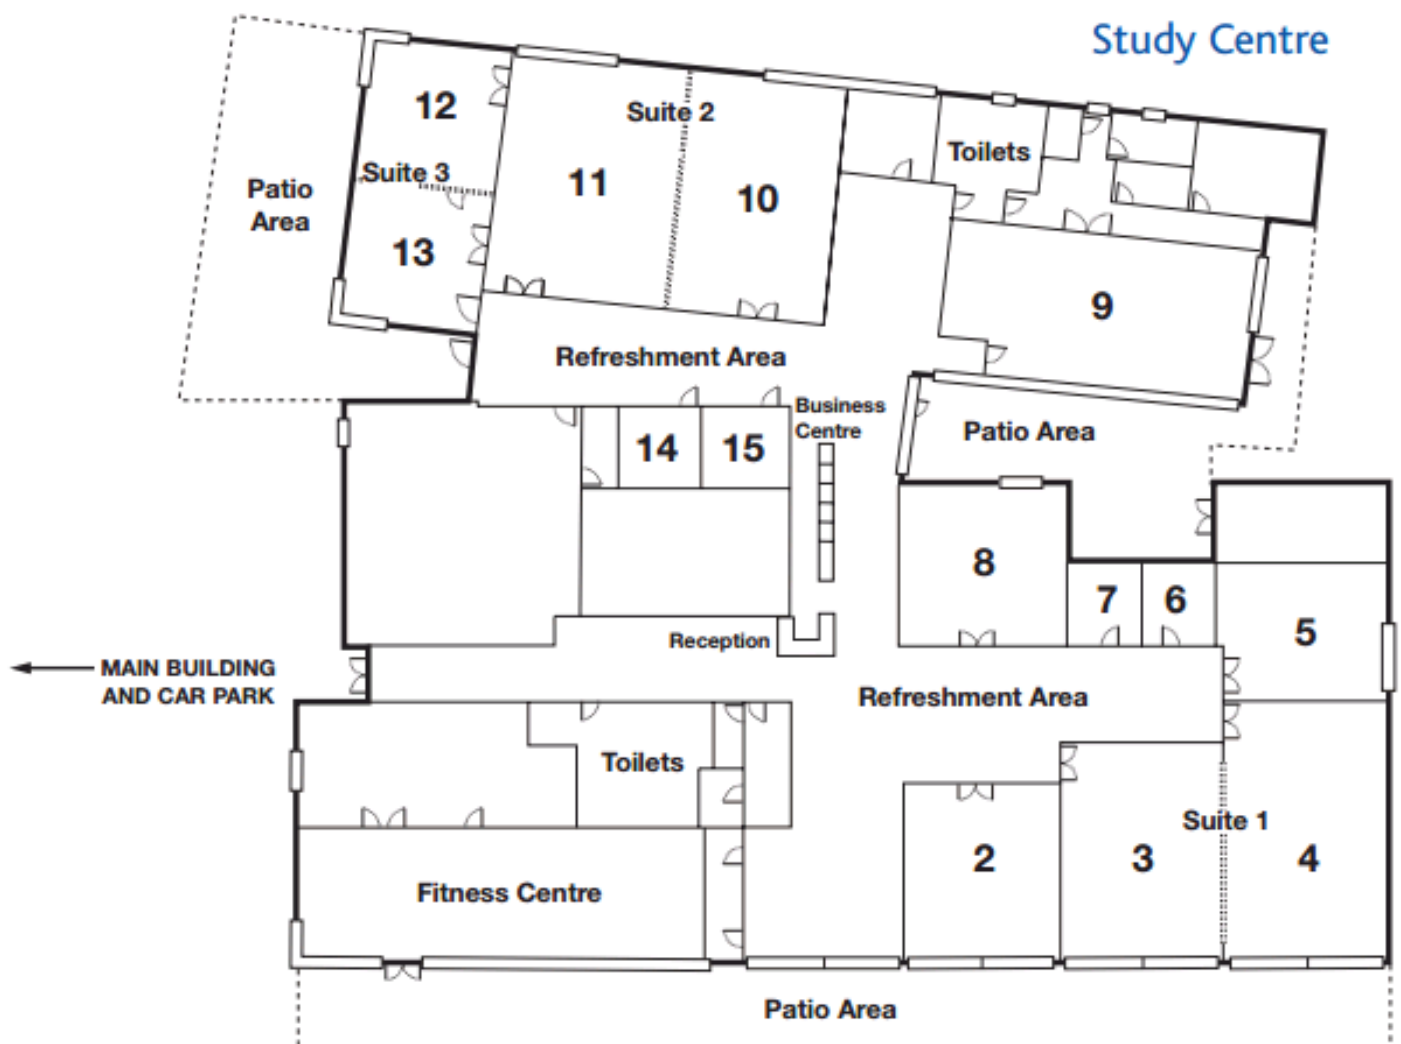 Study Centre
12
Suite 2
Toilets
Suite 3
11
10
Patio
Area
13
9
Refreshment Area
Business
Centre
Patio Area
14
15
8
7
6
5
Reception
MAIN BUILDING
AND CAR PARK
Refreshment Area
Toilets
Suite 1
2
3
4
Fitness Centre
Patio Area